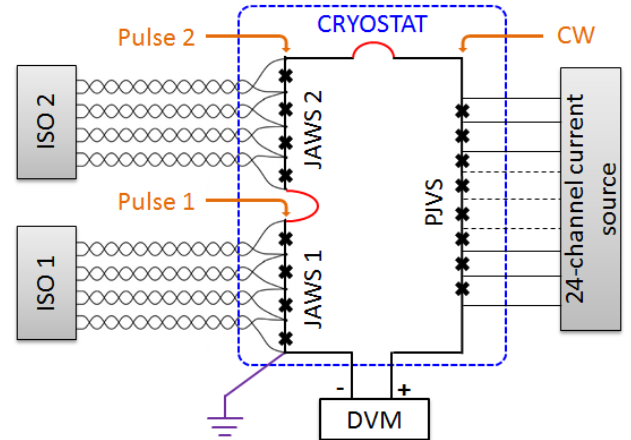 Pulse 2
CRYOSTAT
CW
ISO 2
JAWS 2
Pulse 1
PJVS
24-channel current
source
ISO 1
JAWS 1
-
+
DVM